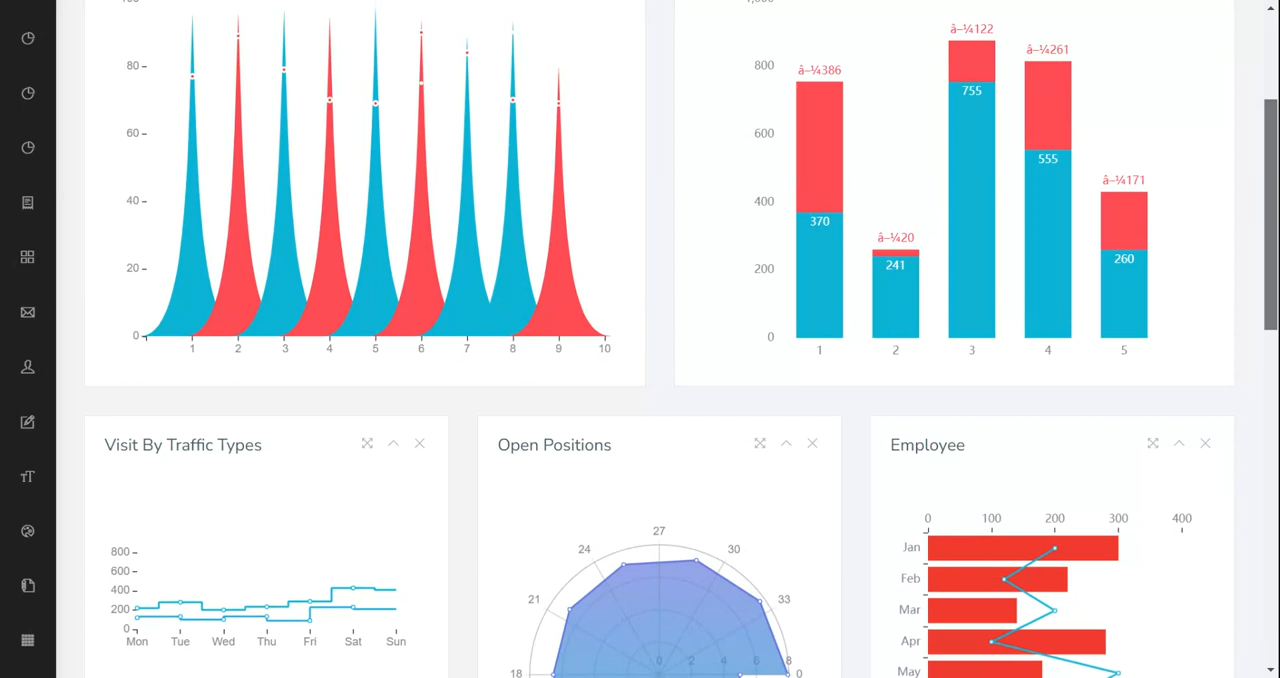 80
60
40
20
0
1 2 3 4 5 6 7 8 9 10
800
600
400
200
0
â–¼386
â–¼20
â–¼122
â–¼261
â–¼171
370
241
755
555
260
1 2 3 4 5
Visit By Traffic Types
800
600
400
200
0
Mon Tue Wed Thu Fri Sat Sun
Open Positions
27
24 30
21 33
18 0 2 4 6 8 0
Employee
0 100 200 300 400
Jan
Feb
Mar
Apr
May